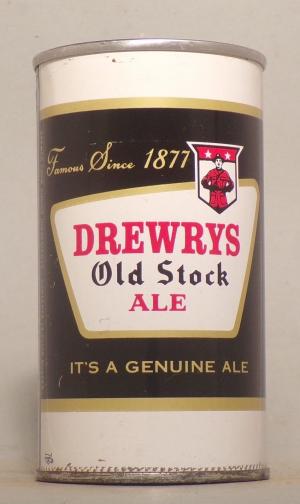 Famous Since 1877
DREWRYS
Old Stock
ALE
IT'S A GENUINE ALE